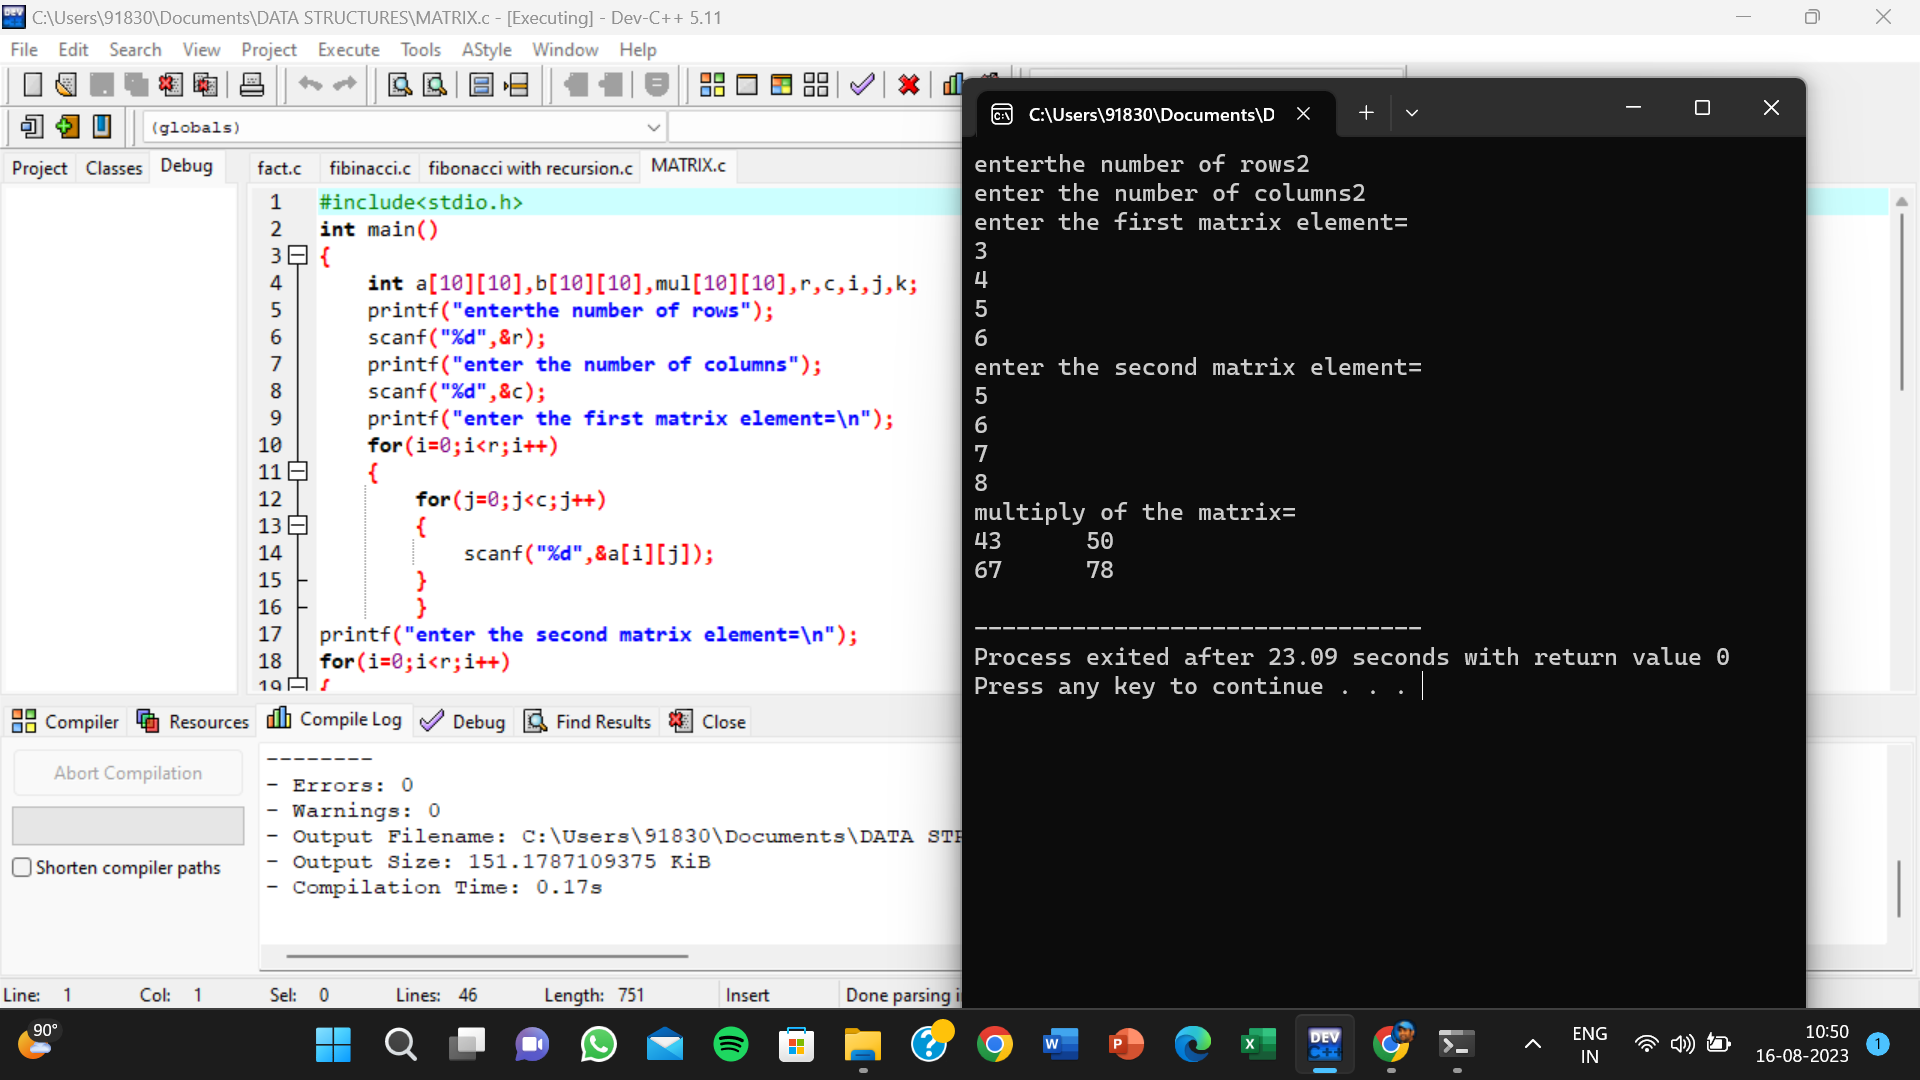 C:\Users\91830\Documents\DATA STRUCTURES\MATRIX.c - [Executing] - Dev-C++ 5.11
File Edit Search View Project Execute Tools AStyle Window Help
(globals)
Project Classes Debug
fact.c fibinacci.c fibonacci with recursion.c MATRIX.c
1 #include<stdio.h>
2 int main()
3 {
4 int a[10][10],b[10][10],mul[10][10],r,c,i,j,k;
5 printf("enterthe number of rows");
6 scanf("%d",&r);
7 printf("enter the number of columns");
8 scanf("%d",&c);
9 printf("enter the first matrix element=\n");
10 for(i=0;i<r;i++)
11 {
12 for(j=0;j<c;j++)
13 {
14 scanf("%d",&a[i][j]);
15 }
16 }
17 printf("enter the second matrix element=\n");
18 for(i=0;i<r;i++)
19 {
C:\Users\91830\Documents\D
enterthe number of rows2
enter the number of columns2
enter the first matrix element=
3
4
5
6
enter the second matrix element=
5
6
7
8
multiply of the matrix=
43 50
67 78
--------------------------------
Process exited after 23.09 seconds with return value 0
Press any key to continue . . .
Compiler Resources Compile Log Debug Find Results Close
Abort Compilation
Shorten compiler paths
--------
- Errors: 0
- Warnings: 0
- Output Filename: C:\Users\91830\Documents\DATA STR
- Output Size: 151.1787109375 KiB
- Compilation Time: 0.17s
Line: 1 Col: 1 Sel: 0 Lines: 46 Length: 751 Insert Done parsing i
90°
DEV C++
ENG
IN
10:50
16-08-2023
1